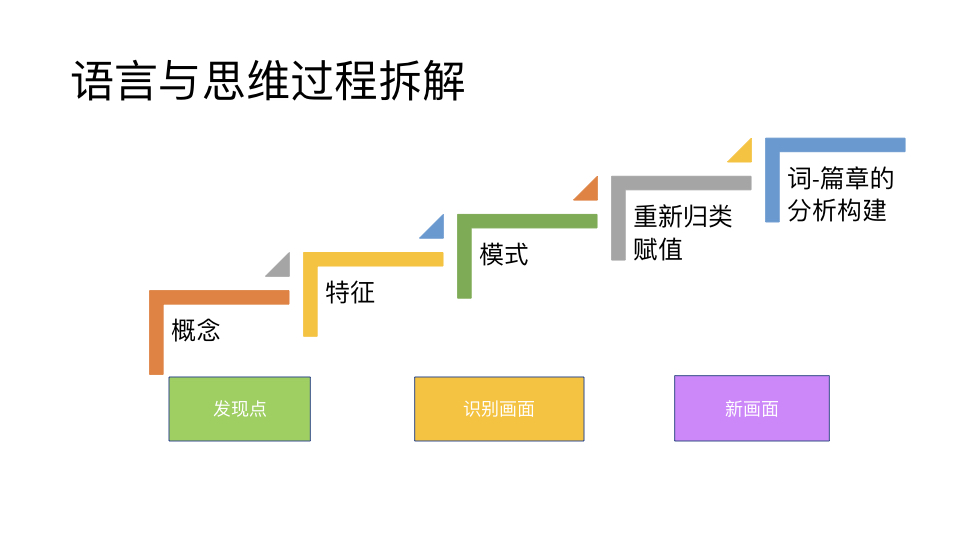 语言与思维过程拆解
概念
特征
模式
重新归类
赋值
词-篇章的
分析构建
发现点
识别画面
新画面